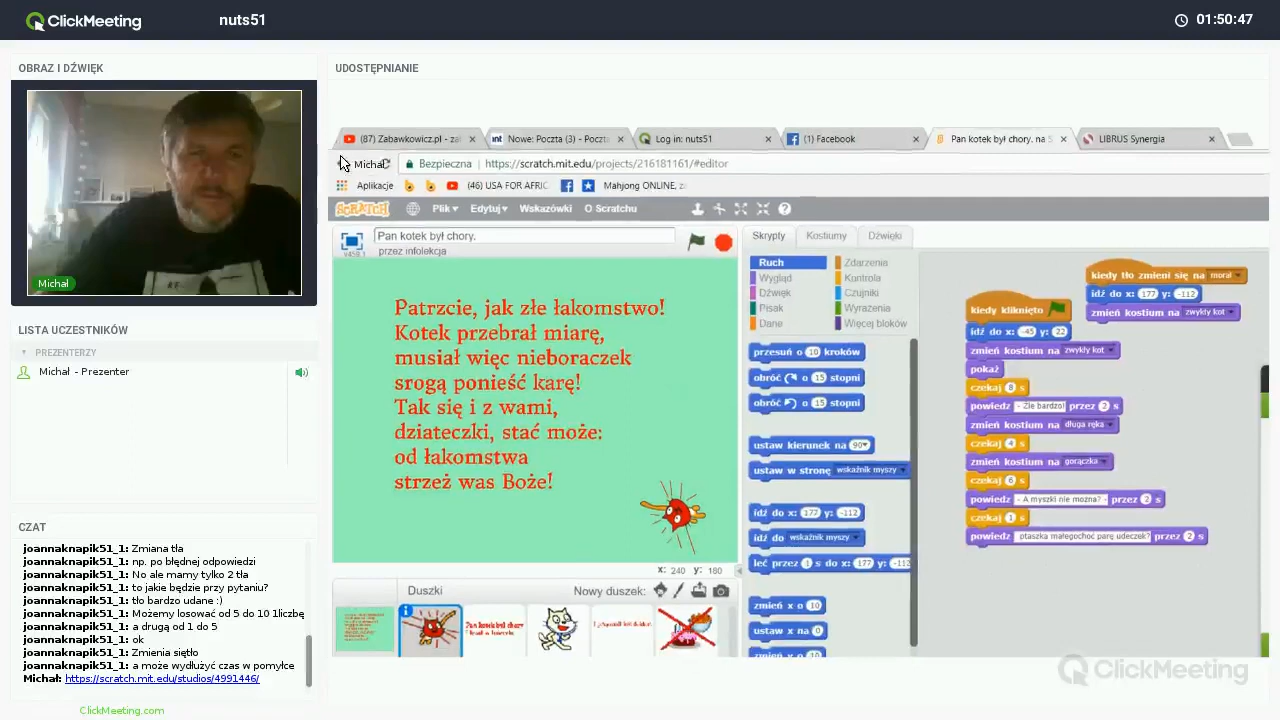 ClickMeeting
nuts51
01:50:47
OBRAZ I DŹWIĘK
Michał
LISTA UCZESTNIKÓW
PREZENTERZY
Michał - Prezenter
CZAT
joannaknapik51_1: Zmiana tła
joannaknapik51_1: np. po błędnej odpowiedzi
joannaknapik51_1: No ale mamy tylko 2 tła
joannaknapik51_1: to jakie będzie przy pytaniu?
joannaknapik51_1: tło bardzo udane :)
joannaknapik51_1: Możemy losować od 5 do 10 1liczbę
joannaknapik51_1: a drugą od 1 do 5
joannaknapik51_1: ok
joannaknapik51_1: Zmienia siętło
joannaknapik51_1: a może wydłużyć czas w pomyłce
Michał: https://scratch.mit.edu/studios/4991446/
ClickMeeting.com
UDOSTĘPNIANIE
(87) Zabawkowicz.pl - za
Nowe: Poczta (3) - Poczt
Log in: nuts51
(1) Facebook
Pan kotek był chory. na S
LIBRUS Synergia
Michał
Bezpieczna
https://scratch.mit.edu/projects/216181161/#editor
Aplikacje
(46) USA FOR AFRIC
Mahjong ONLINE, z
SCRATCH
Plik
Edytuj
Wskazówki
O Scratchu
Pan kotek był chory.
przez infolekcja
v459.1
Patrzcie, jak złe łakomstwo!
Kotek przebrał miarę,
musiał więc nieboraczek
srogą ponieść karę!
Tak się i z wami,
dziateczki, stać może:
od łakomstwa
strzeż was Boże!
x: 240 y: 180
Duszki
Nowy duszek:
Pan kotek był chory
Skrypty
Kostiumy
Dźwięki
Ruch
Zdarzenia
Wygląd
Kontrola
Dźwięk
Czujniki
Pisak
Wyrażenia
Dane
Więcej bloków
przesuń o 10 kroków
obróć 15 stopni
obróć 15 stopni
ustaw kierunek na 90
ustaw w stronę wskaźnik myszy
idź do x: 177 y: -112
idź do wskaźnik myszy
leć przez 1 s do x: 177 y: -112
zmień x o 10
ustaw x na 0
zmień y o 10
kiedy kliknięto
idź do x: -45 y: 22
zmień kostium na zwykły kot
pokaż
czekaj 8 s
powiedz - Źle bardzo! przez 2 s
zmień kostium na długa ręka
czekaj 4 s
zmień kostium na gorączka
czekaj 6 s
powiedz - A myszki nie można? - przez 2 s
czekaj 1 s
powiedz ptaszka małegochoć parę udeczek? przez 2 s
kiedy tło zmieni się na morał
idź do x: 177 y: -112
zmień kostium na zwykły kot
ClickMeeting